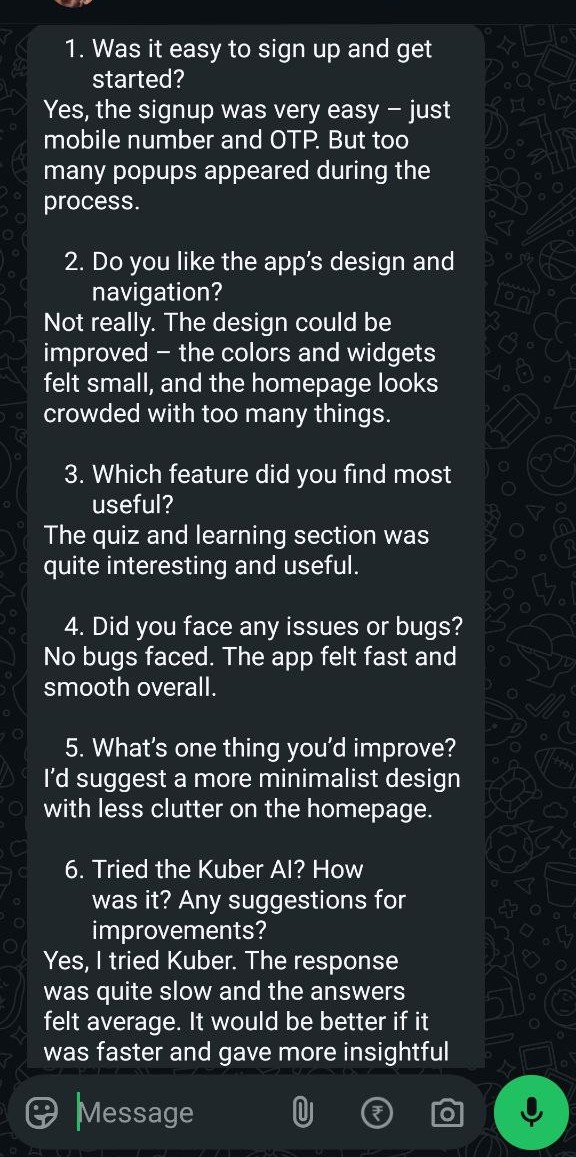 1. Was it easy to sign up and get
started?
Yes, the signup was very easy – just
mobile number and OTP. But too
many popups appeared during the
process.
2. Do you like the app’s design and
navigation?
Not really. The design could be
improved – the colors and widgets
felt small, and the homepage looks
crowded with too many things.
3. Which feature did you find most
useful?
The quiz and learning section was
quite interesting and useful.
4. Did you face any issues or bugs?
No bugs faced. The app felt fast and
smooth overall.
5. What’s one thing you’d improve?
I’d suggest a more minimalist design
with less clutter on the homepage.
6. Tried the Kuber AI? How
was it? Any suggestions for
improvements?
Yes, I tried Kuber. The response
was quite slow and the answers
felt average. It would be better if it
was faster and gave more insightful
Message
₹